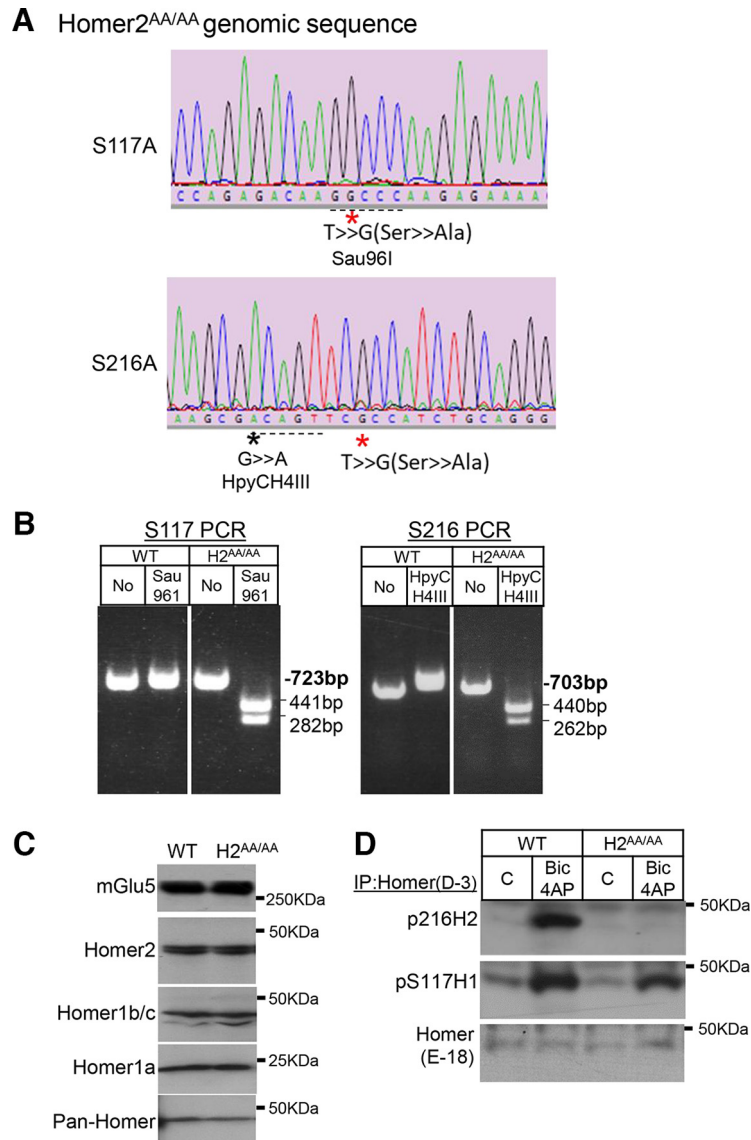 A Homer2AA/AA genomic sequence
S117A
C C A G A G A C A A G G C C C A A G A G A A A A
*
T>>G(Ser>>Ala)
Sau96I
S216A
A A G C G A C A G T T C G C C A T C T G C A G G G
* *
G>>A T>>G(Ser>>Ala)
HpyCH4III
B
S117 PCR
WT H2AA/AA
No Sau 961 No Sau 961
-723bp
441bp
282bp
S216 PCR
WT H2AA/AA
No HpyC H4III No HpyC H4III
-703bp
440bp
262bp
C
WT H2AA/AA
mGlu5
250KDa
50KDa
Homer2
50KDa
Homer1b/c
25KDa
Homer1a
50KDa
Pan-Homer
D
WT H2AA/AA
IP:Homer(D-3) C Bic 4AP C Bic 4AP
50KDa
p216H2
50KDa
pS117H1
50KDa
Homer
(E-18)